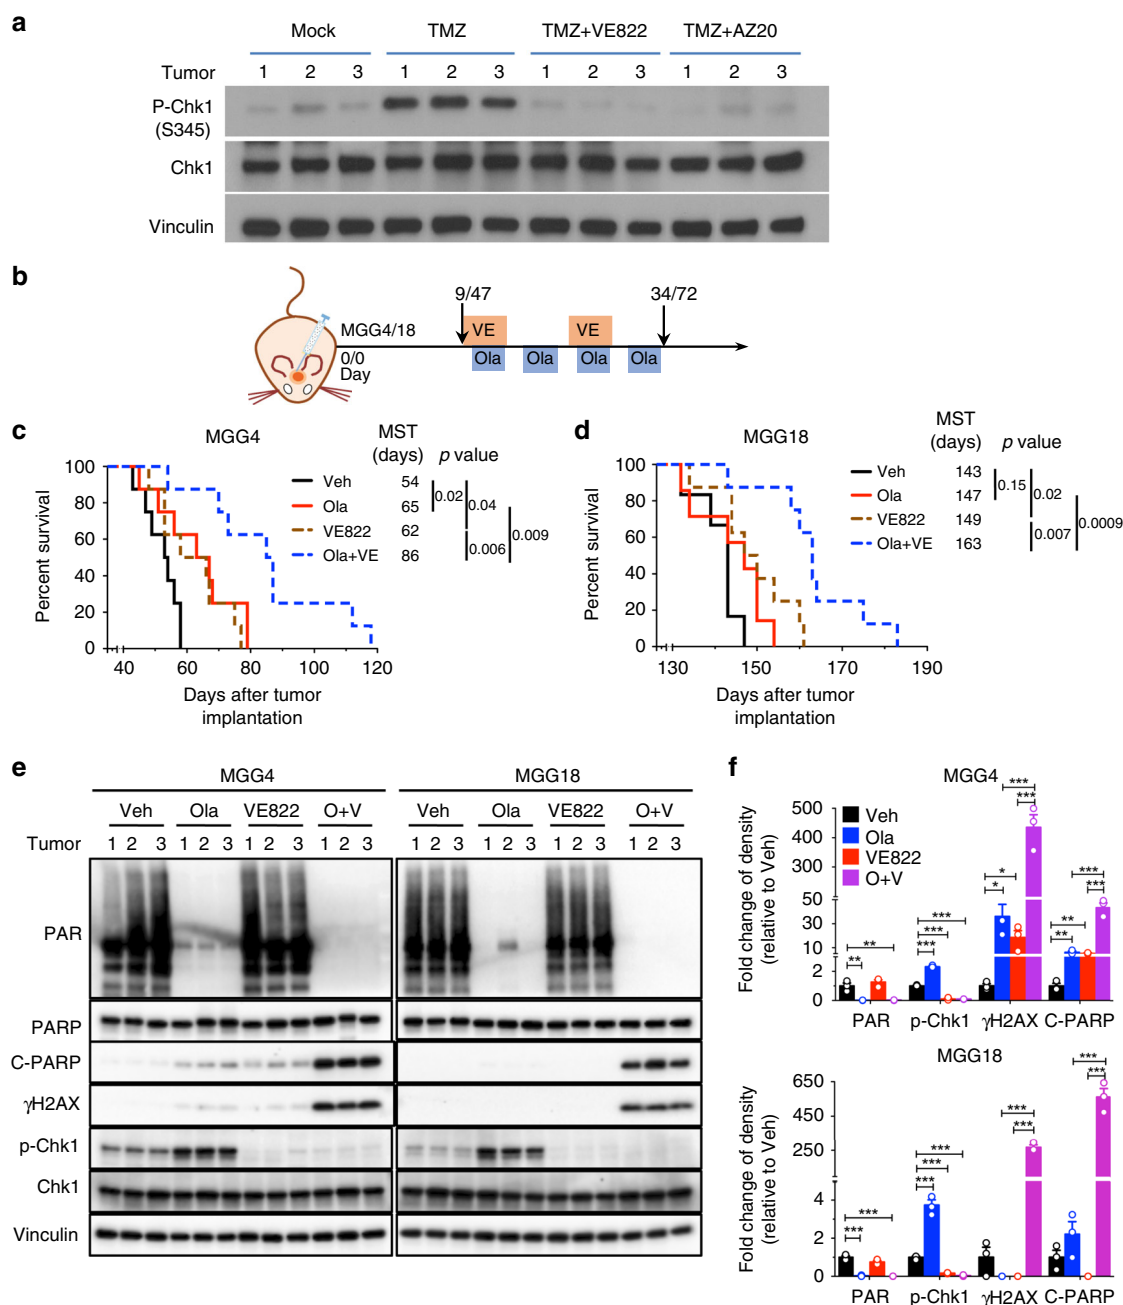 a
Mock TMZ TMZ+VE822 TMZ+AZ20
Tumor 1 2 3 1 2 3 1 2 3 1 2 3
P-Chk1
(S345)
Chk1
Vinculin
b
9/47 34/72
MGG4/18 VE VE
0/0
Day
Ola Ola Ola Ola
c
MGG4
MST
(days) p value
Veh 54
Ola 65
VE822 62
Ola+VE 86
0.02 0.04
0.006 0.009
Percent survival
100
80
60
40
20
0
40 60 80 100 120
Days after tumor
implantation
d
MGG18
MST
(days) p value
Veh 143
Ola 147
VE822 149
Ola+VE 163
0.15 0.02
0.007 0.0009
Percent survival
100
80
60
40
20
0
130 150 170 190
Days after tumor
implantation
e
MGG4 MGG18
Veh Ola VE822 O+V Veh Ola VE822 O+V
Tumor 1 2 3 1 2 3 1 2 3 1 2 3 1 2 3 1 2 3 1 2 3 1 2 3
PAR
PARP
C-PARP
γH2AX
p-Chk1
Chk1
Vinculin
f
MGG4
Fold change of density
(relative to Veh)
500
400
300
50
30
10
2
1
0
Veh
Ola
VE822
O+V
** **
*** *** ***
* * *** ***
** ** *** ***
PAR p-Chk1 γH2AX C-PARP
MGG18
Fold change of density
(relative to Veh)
650
450
250
4
2
0
*** ***
*** *** ***
*** ***
*** ***
PAR p-Chk1 γH2AX C-PARP